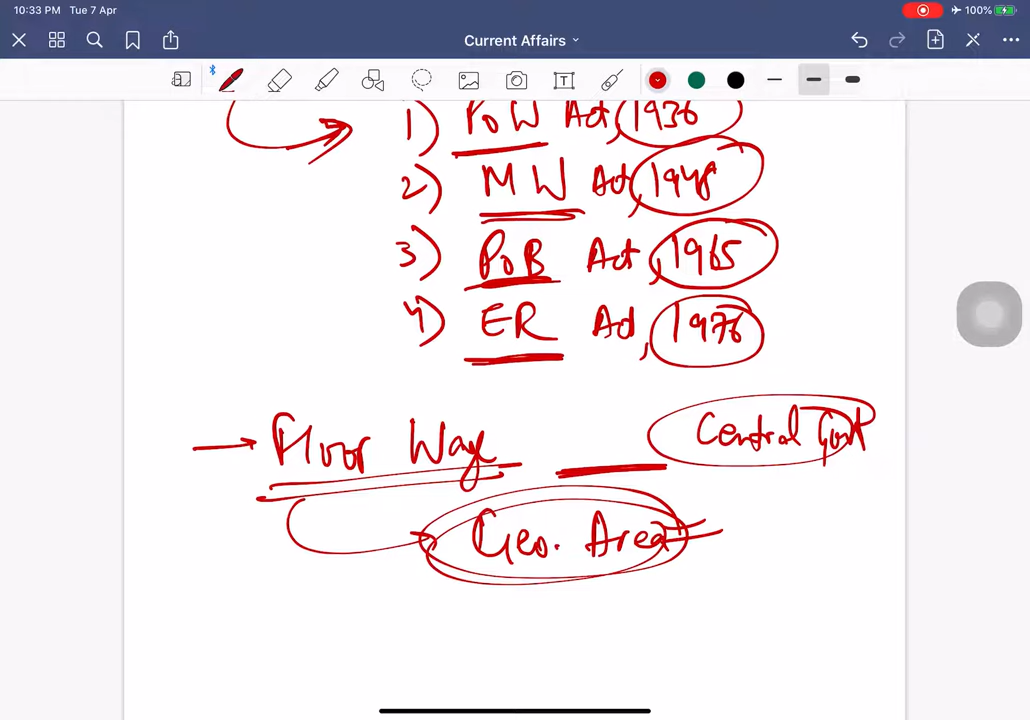 10:33 PM Tue 7 Apr
100%
Current Affairs
1) PoW Act, 1936
2) MW Act, 1948
3) PoB Act, 1965
4) ER Act, 1976
→ Floor Wage Central Govt
Geo. Area